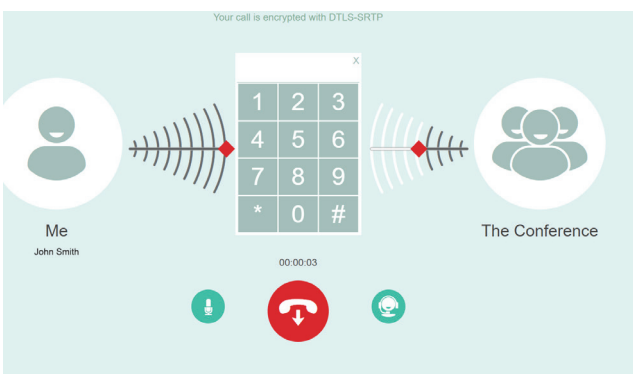 Your call is encrypted with DTLS-SRTP
X
1 2 3
4 5 6
7 8 9
* 0 #
Me
John Smith
The Conference
00:00:03